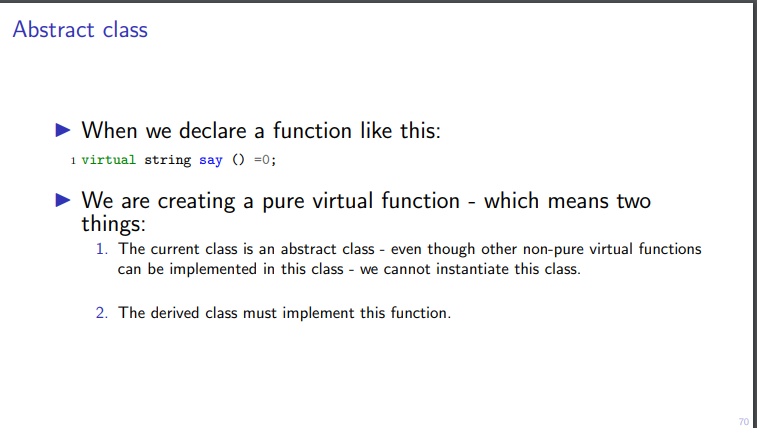 Abstract class
▶ When we declare a function like this:
1 virtual string say () =0;
▶ We are creating a pure virtual function - which means two
things:
1. The current class is an abstract class - even though other non-pure virtual functions
can be implemented in this class - we cannot instantiate this class.
2. The derived class must implement this function.
70